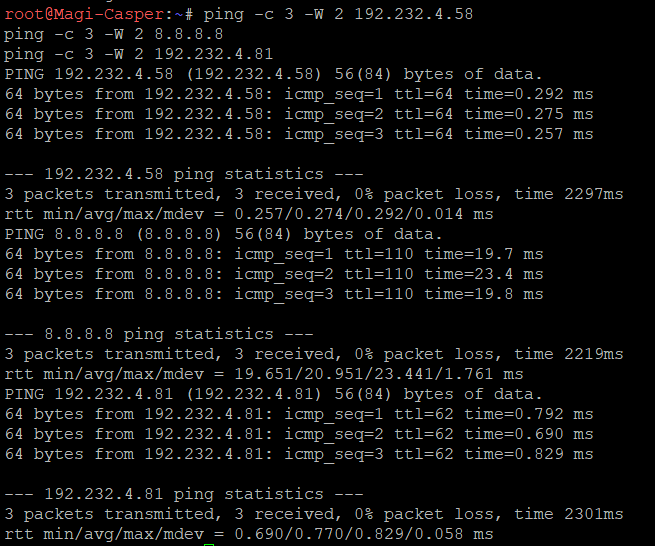 root@Magi-Casper:~# ping -c 3 -W 2 192.232.4.58
ping -c 3 -W 2 8.8.8.8
ping -c 3 -W 2 192.232.4.81
PING 192.232.4.58 (192.232.4.58) 56(84) bytes of data.
64 bytes from 192.232.4.58: icmp_seq=1 ttl=64 time=0.292 ms
64 bytes from 192.232.4.58: icmp_seq=2 ttl=64 time=0.275 ms
64 bytes from 192.232.4.58: icmp_seq=3 ttl=64 time=0.257 ms

--- 192.232.4.58 ping statistics ---
3 packets transmitted, 3 received, 0% packet loss, time 2297ms
rtt min/avg/max/mdev = 0.257/0.274/0.292/0.014 ms
PING 8.8.8.8 (8.8.8.8) 56(84) bytes of data.
64 bytes from 8.8.8.8: icmp_seq=1 ttl=110 time=19.7 ms
64 bytes from 8.8.8.8: icmp_seq=2 ttl=110 time=23.4 ms
64 bytes from 8.8.8.8: icmp_seq=3 ttl=110 time=19.8 ms

--- 8.8.8.8 ping statistics ---
3 packets transmitted, 3 received, 0% packet loss, time 2219ms
rtt min/avg/max/mdev = 19.651/20.951/23.441/1.761 ms
PING 192.232.4.81 (192.232.4.81) 56(84) bytes of data.
64 bytes from 192.232.4.81: icmp_seq=1 ttl=62 time=0.792 ms
64 bytes from 192.232.4.81: icmp_seq=2 ttl=62 time=0.690 ms
64 bytes from 192.232.4.81: icmp_seq=3 ttl=62 time=0.829 ms

--- 192.232.4.81 ping statistics ---
3 packets transmitted, 3 received, 0% packet loss, time 2301ms
rtt min/avg/max/mdev = 0.690/0.770/0.829/0.058 ms